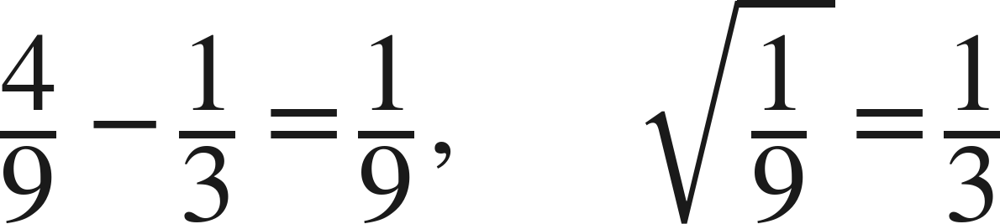 4/9 − 1/3 = 1/9, √(1/9) = 1/3